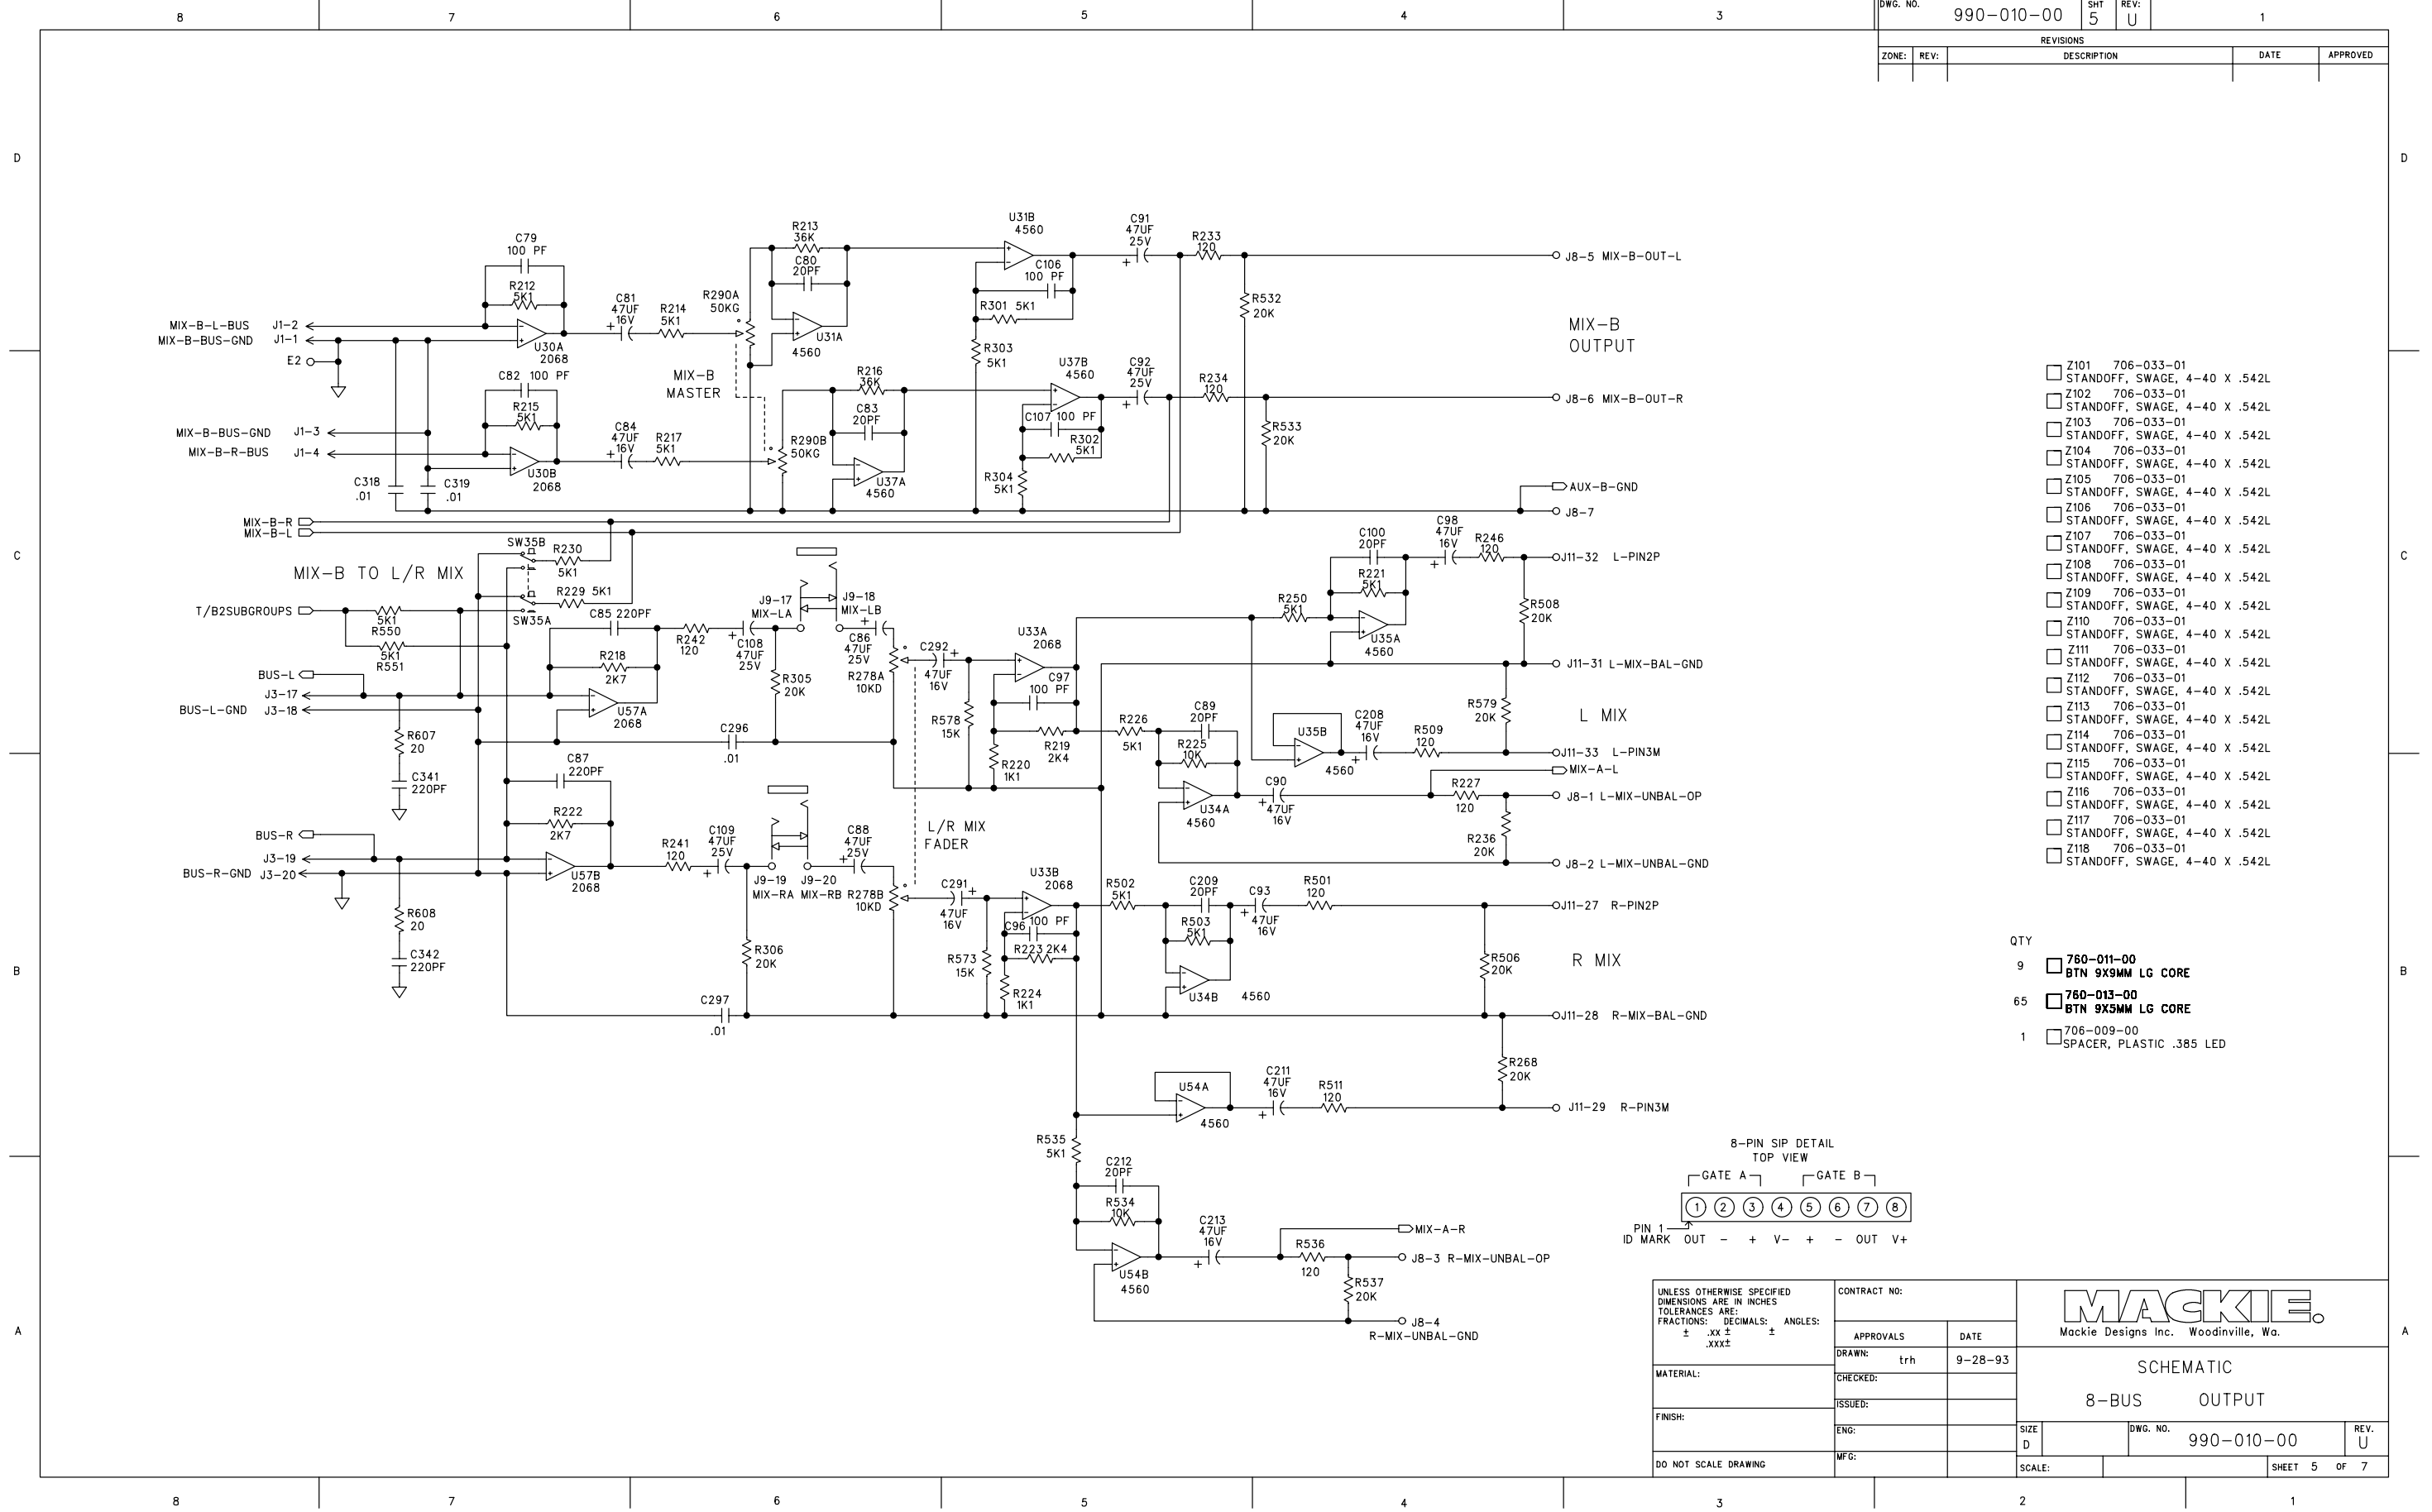 8 7 6 5 4 3 1
DWG. NO. 990-010-00 SHT 5 REV: U
REVISIONS
ZONE: REV: DESCRIPTION DATE APPROVED
D D
C79
100 PF
R212
5K1
MIX-B-L-BUS J1-2
MIX-B-BUS-GND J1-1
E2
U30A
2068
C81
47UF
16V
+
R214
5K1
R290A
50KG
R213
36K
C80
20PF
U31A
4560
U31B
4560
C106
100 PF
R301 5K1
R303
5K1
C91
47UF
25V
+
R233
120
R532
20K
J8-5 MIX-B-OUT-L
MIX-B
OUTPUT
C82 100 PF
R215
5K1
MIX-B-BUS-GND J1-3
MIX-B-R-BUS J1-4
U30B
2068
C318
.01
C319
.01
C84
47UF
16V
+
R217
5K1
MIX-B
MASTER
R290B
50KG
R216
36K
C83
20PF
U37A
4560
U37B
4560
C107 100 PF
R302
5K1
R304
5K1
C92
47UF
25V
+
R234
120
R533
20K
J8-6 MIX-B-OUT-R
AUX-B-GND
J8-7
MIX-B-R
MIX-B-L
C C
SW35B
R230
5K1
MIX-B TO L/R MIX
R229 5K1
SW35A
T/B2SUBGROUPS
5K1
R550
5K1
R551
C85 220PF
R218
2K7
BUS-L
J3-17
BUS-L-GND J3-18
U57A
2068
R242
120
+
C108
47UF
25V
R305
20K
J9-17
MIX-LA
J9-18
MIX-LB
+
C86
47UF
25V
R278A
10KD
C292
+
47UF
16V
R578
15K
U33A
2068
C97
100 PF
R219
2K4
R220
1K1
R226
5K1
C89
20PF
R225
10K
U34A
4560
R250
5K1
C100
20PF
R221
5K1
U35A
4560
C98
47UF
16V
+
R246
120
R508
20K
J11-32 L-PIN2P
J11-31 L-MIX-BAL-GND
R579
20K
L MIX
U35B
4560
C208
47UF
16V
+
R509
120
J11-33 L-PIN3M
MIX-A-L
C90
+
47UF
16V
R227
120
J8-1 L-MIX-UNBAL-OP
R236
20K
J8-2 L-MIX-UNBAL-GND
R607
20
C341
220PF
C296
.01
C87
220PF
R222
2K7
BUS-R
J3-19
BUS-R-GND J3-20
U57B
2068
R608
20
C342
220PF
R241
120
C109
47UF
25V
+
J9-19
MIX-RA
J9-20
MIX-RB
C88
47UF
25V
+
R278B
10KD
L/R MIX
FADER
R306
20K
C297
.01
C291
+
47UF
16V
R573
15K
U33B
2068
C96
100 PF
R223 2K4
R224
1K1
R502
5K1
C209
20PF
R503
5K1
U34B 4560
C93
+
47UF
16V
R501
120
R506
20K
J11-27 R-PIN2P
R MIX
J11-28 R-MIX-BAL-GND
B B
R268
20K
U54A
4560
C211
47UF
16V
+
R511
120
J11-29 R-PIN3M
R535
5K1
C212
20PF
R534
10K
U54B
4560
C213
47UF
16V
+
MIX-A-R
R536
120
J8-3 R-MIX-UNBAL-OP
R537
20K
J8-4
R-MIX-UNBAL-GND
Z101 706-033-01
STANDOFF, SWAGE, 4-40 X .542L
Z102 706-033-01
STANDOFF, SWAGE, 4-40 X .542L
Z103 706-033-01
STANDOFF, SWAGE, 4-40 X .542L
Z104 706-033-01
STANDOFF, SWAGE, 4-40 X .542L
Z105 706-033-01
STANDOFF, SWAGE, 4-40 X .542L
Z106 706-033-01
STANDOFF, SWAGE, 4-40 X .542L
Z107 706-033-01
STANDOFF, SWAGE, 4-40 X .542L
Z108 706-033-01
STANDOFF, SWAGE, 4-40 X .542L
Z109 706-033-01
STANDOFF, SWAGE, 4-40 X .542L
Z110 706-033-01
STANDOFF, SWAGE, 4-40 X .542L
Z111 706-033-01
STANDOFF, SWAGE, 4-40 X .542L
Z112 706-033-01
STANDOFF, SWAGE, 4-40 X .542L
Z113 706-033-01
STANDOFF, SWAGE, 4-40 X .542L
Z114 706-033-01
STANDOFF, SWAGE, 4-40 X .542L
Z115 706-033-01
STANDOFF, SWAGE, 4-40 X .542L
Z116 706-033-01
STANDOFF, SWAGE, 4-40 X .542L
Z117 706-033-01
STANDOFF, SWAGE, 4-40 X .542L
Z118 706-033-01
STANDOFF, SWAGE, 4-40 X .542L
QTY
9 760-011-00
BTN 9X9MM LG CORE
65 760-013-00
BTN 9X5MM LG CORE
1 706-009-00
SPACER, PLASTIC .385 LED
8-PIN SIP DETAIL
TOP VIEW
GATE A GATE B
1 2 3 4 5 6 7 8
PIN 1
ID MARK OUT - + V- + - OUT V+
A A
UNLESS OTHERWISE SPECIFIED
DIMENSIONS ARE IN INCHES
TOLERANCES ARE:
FRACTIONS: DECIMALS: ANGLES:
± .XX ± ±
.XXX±
MATERIAL:
FINISH:
DO NOT SCALE DRAWING
CONTRACT NO:
APPROVALS DATE
DRAWN: trh 9-28-93
CHECKED:
ISSUED:
ENG:
MFG:
MACKIE.
Mackie Designs Inc. Woodinville, Wa.
SCHEMATIC
8-BUS OUTPUT
SIZE D DWG. NO. 990-010-00 REV. U
SCALE: SHEET 5 OF 7
8 7 6 5 4 3 2 1